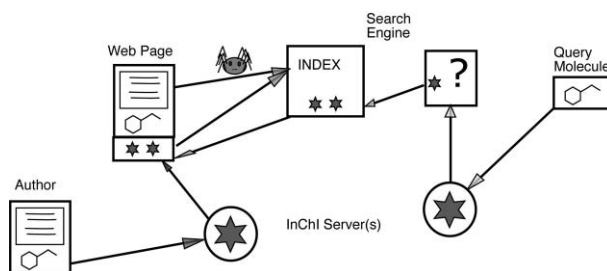 Search
Engine
Web Page
INDEX
?
Query
Molecule
Author
InChI Server(s)